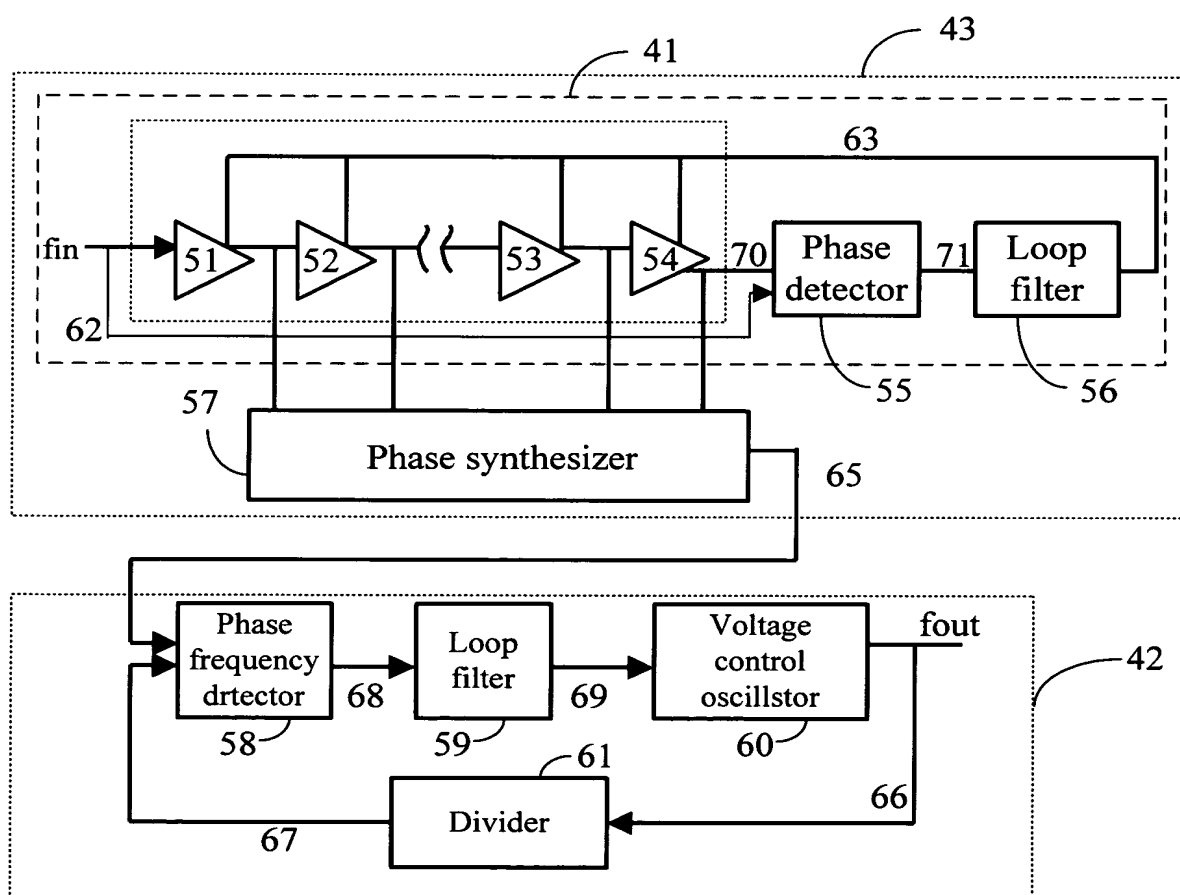 43
41
63
fin
51
52
53
54
70
Phase
detector
71
Loop
filter
62
55
56
57
Phase synthesizer
65
Phase
frequency
drtector
68
Loop
filter
69
Voltage
control
oscillstor
fout
42
58
59
60
61
66
Divider
67